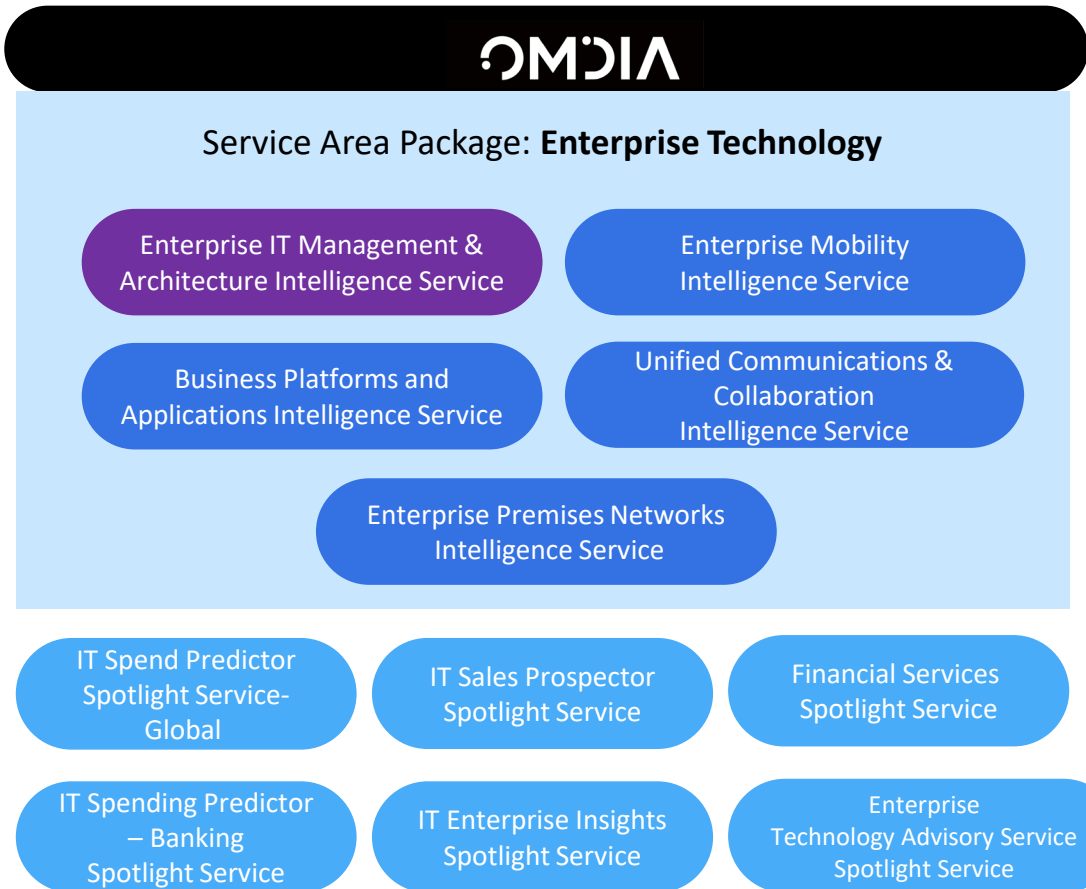 OMDIA
Service Area Package: Enterprise Technology
Enterprise IT Management &
Architecture Intelligence Service
Enterprise Mobility
Intelligence Service
Business Platforms and
Applications Intelligence Service
Unified Communications &
Collaboration
Intelligence Service
Enterprise Premises Networks
Intelligence Service
IT Spend Predictor
Spotlight Service-
Global
IT Sales Prospector
Spotlight Service
Financial Services
Spotlight Service
IT Spending Predictor
– Banking
Spotlight Service
IT Enterprise Insights
Spotlight Service
Enterprise
Technology Advisory Service
Spotlight Service